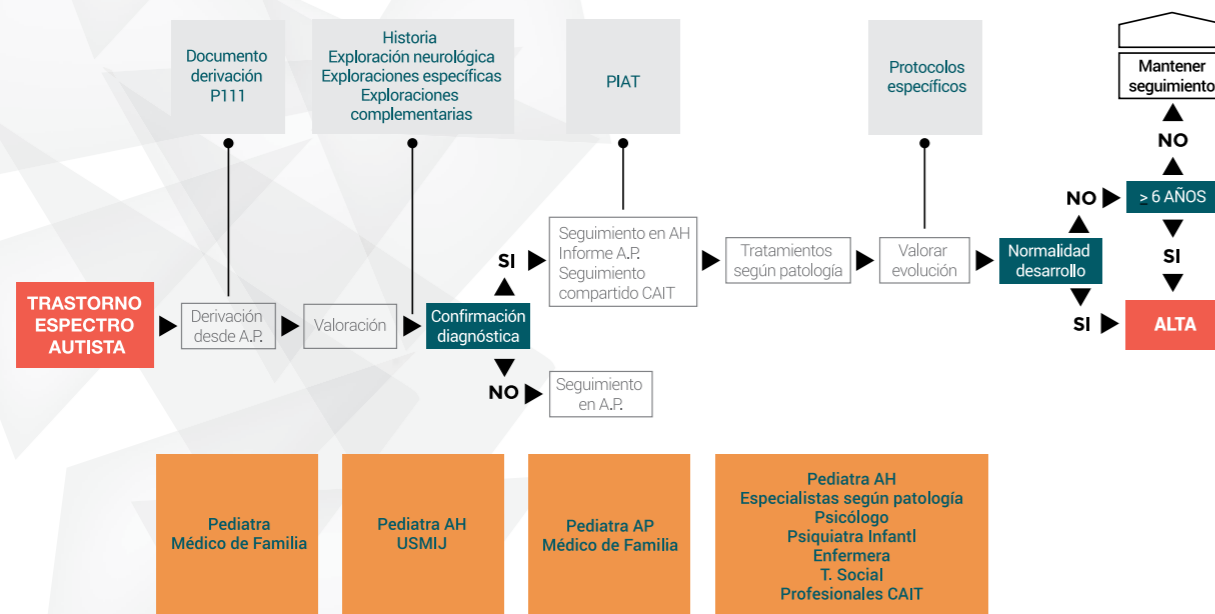 Documento
derivación
P111
Historia
Exploración neurológica
Exploraciones específicas
Exploraciones
complementarias
PIAT
Protocolos
específicos
Mantener
seguimiento
NO
NO
≥ 6 AÑOS
SI
ALTA
TRASTORNO
ESPECTRO
AUTISTA
Derivación
desde A.P.
Valoración
Confirmación
diagnóstica
SI
Seguimiento en AH
Informe A.P.
Seguimiento
compartido CAIT
Tratamientos
según patología
Valorar
evolución
Normalidad
desarrollo
SI
NO
Seguimiento
en A.P.
Pediatra
Médico de Familia
Pediatra AH
USMIJ
Pediatra AP
Médico de Familia
Pediatra AH
Especialistas según patología
Psicólogo
Psiquiatra Infantl
Enfermera
T. Social
Profesionales CAIT